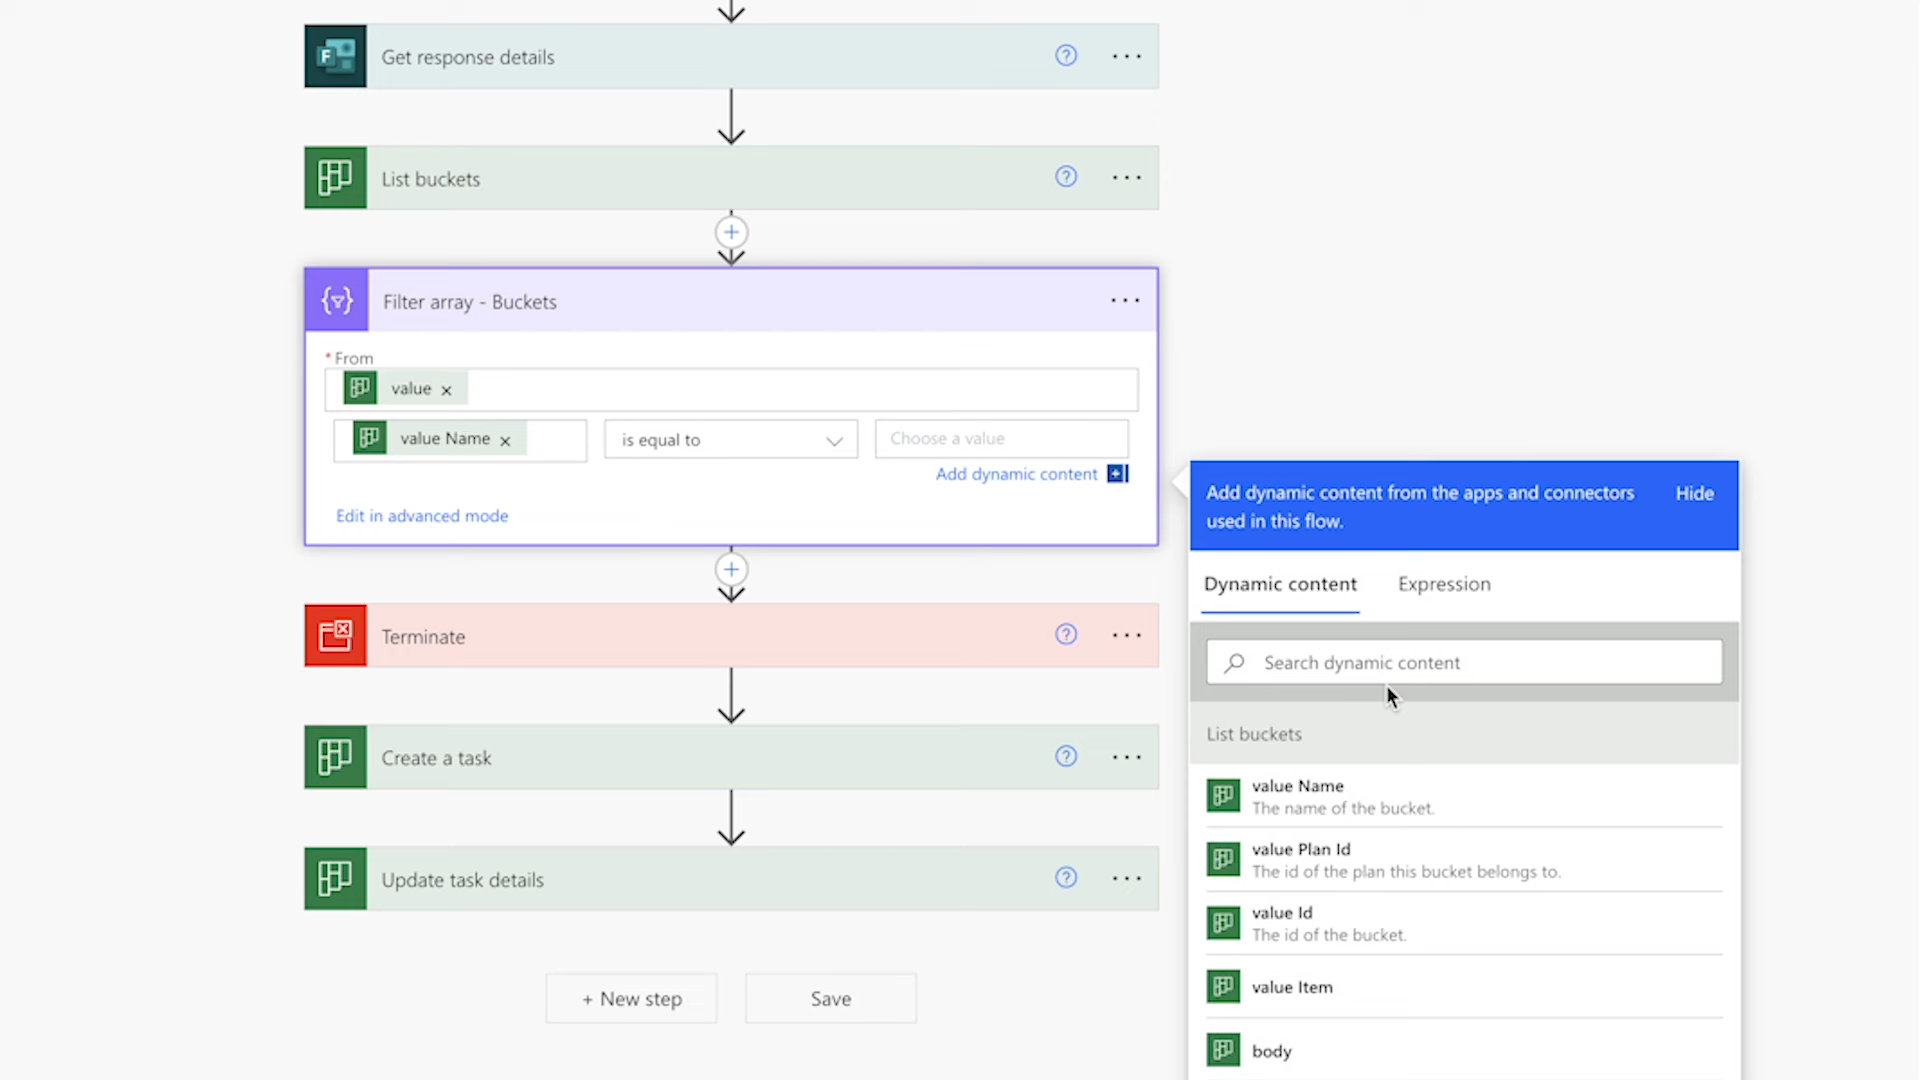 F
Get response details
?
...
List buckets
?
...
+
{ } Filter array - Buckets
...
* From
value ×
value Name ×
is equal to
Choose a value
Add dynamic content +
Edit in advanced mode
+
Terminate
?
...
Create a task
?
...
Update task details
?
...
+ New step
Save
Add dynamic content from the apps and connectors
used in this flow.
Hide
Dynamic content
Expression
Search dynamic content
List buckets
value Name
The name of the bucket.
value Plan Id
The id of the plan this bucket belongs to.
value Id
The id of the bucket.
value Item
body